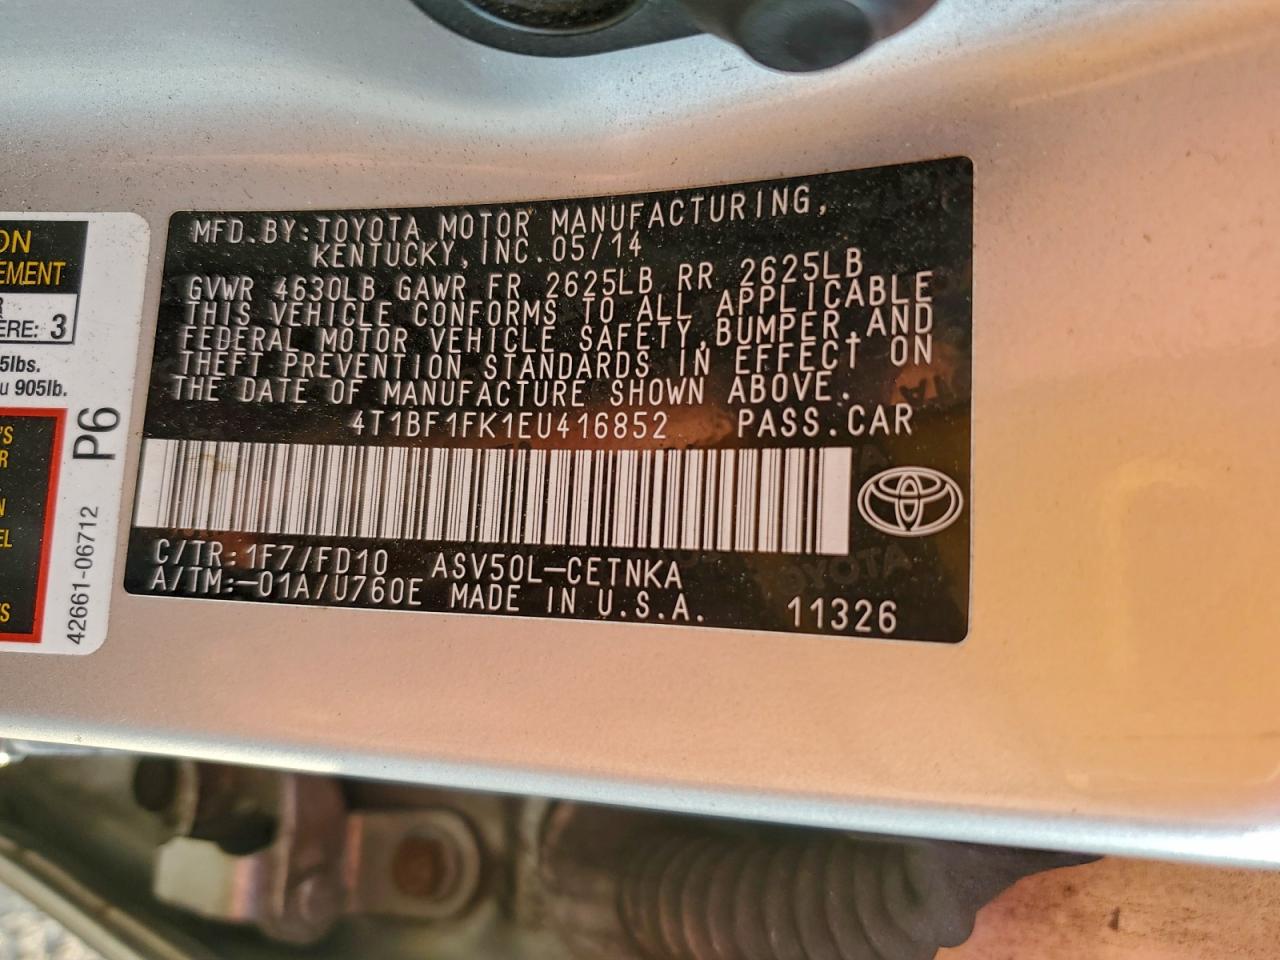 ON
EMENT
R
ERE: 3
5lbs.
u 905lb.
'S
R
N
EL
TS
P6
42661-06712
MFD.BY:TOYOTA MOTOR MANUFACTURING,
KENTUCKY, INC.05/14
GVWR 4630LB GAWR FR 2625LB RR 2625LB
THIS VEHICLE CONFORMS TO ALL APPLICABLE
FEDERAL MOTOR VEHICLE SAFETY,BUMPER,AND
THEFT PREVENTION STANDARDS IN EFFECT ON
THE DATE OF MANUFACTURE SHOWN ABOVE.
4T1BF1FK1EU416852 PASS.CAR
C/TR:1F7/FD10 ASV50L-CETNKA
A/TM:-01A/U760E MADE IN U.S.A. 11326